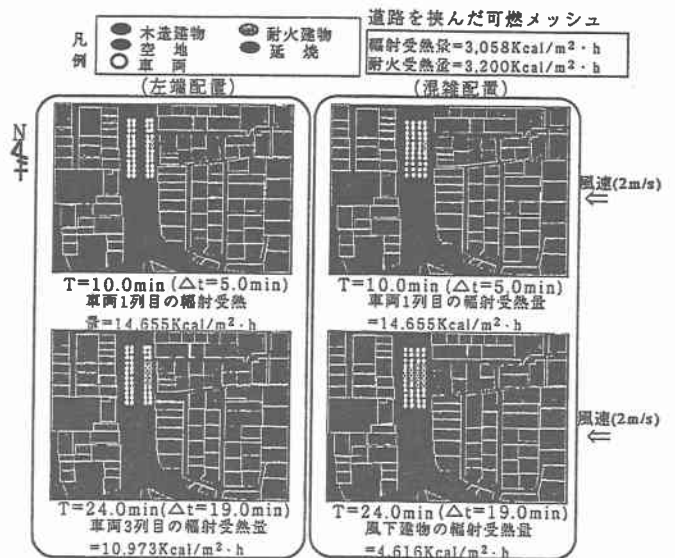 道路を挟んだ可燃メッシュ
凡例
木造建物
耐火建物
空地
延焼
車両
輻射受熱量=3,058Kcal/m²・h
耐火受熱量=3,200Kcal/m²・h
(左端配置)
(混雑配置)
N
風速(2m/s)
T=10.0min(Δt=5.0min)
車両1列目の輻射受熱
量=14,655Kcal/m²・h
T=10.0min(Δt=5.0min)
車両1列目の輻射受熱量
=14.655Kcal/m²・h
風速(2m/s)
T=24.0min(Δt=19.0min)
車両3列目の輻射受熱量
=10,973Kcal/m²・h
T=24.0min(Δt=19.0min)
風下建物の輻射受熱量
=4,616Kcal/m²・h